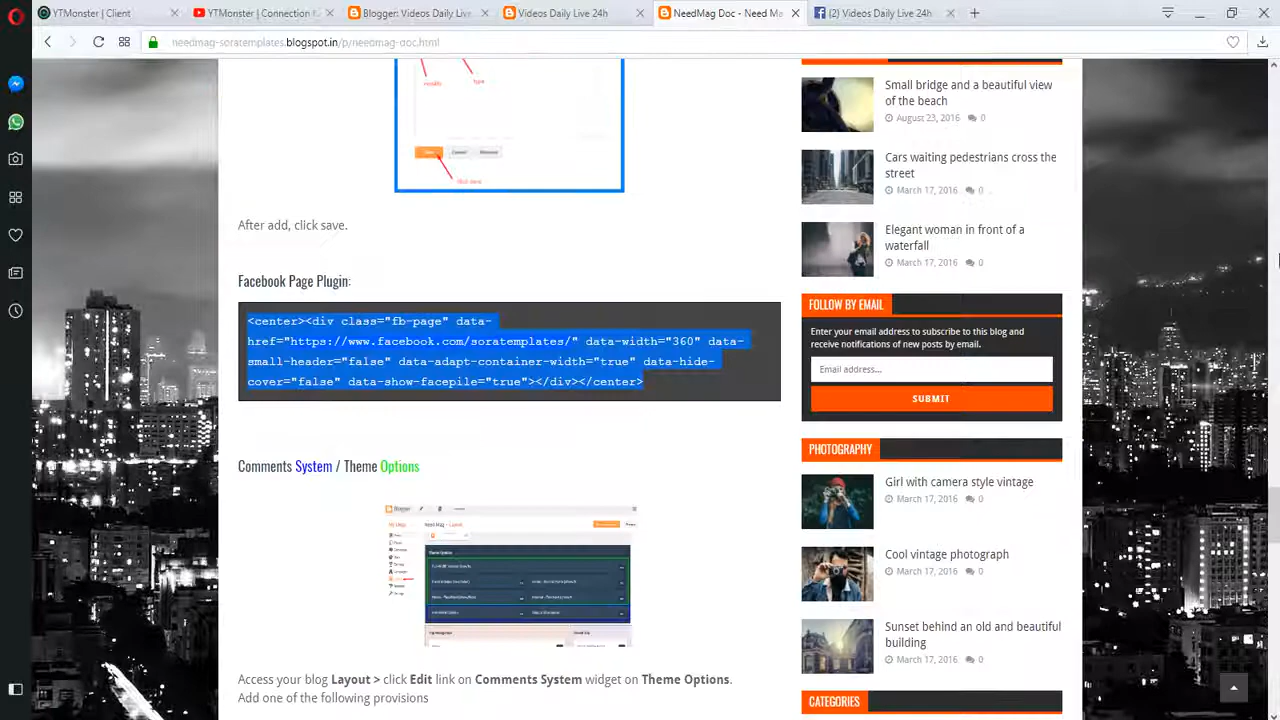 YTMonster | Client
YTMonster | Connection f
Blogger: Videos Daily Live
Videos Daily Live 24h
NeedMag Doc - Need Ma
(2) Videos Daily Live 24h
needmag-soratemplates.blogspot.in/p/needmag-doc.html
After add, click save.
Facebook Page Plugin:
<center><div class="fb-page" data-
href="https://www.facebook.com/soratemplates/" data-width="360" data-
small-header="false" data-adapt-container-width="true" data-hide-
cover="false" data-show-facepile="true"></div></center>
Comments System / Theme Options
Access your blog Layout > click Edit link on Comments System widget on Theme Options.
Add one of the following provisions
Small bridge and a beautiful view
of the beach
August 23, 2016 0
Cars waiting pedestrians cross the
street
March 17, 2016 0
Elegant woman in front of a
waterfall
March 17, 2016 0
FOLLOW BY EMAIL
Enter your email address to subscribe to this blog and
receive notifications of new posts by email.
Email address...
SUBMIT
PHOTOGRAPHY
Girl with camera style vintage
March 17, 2016 0
Cool vintage photograph
March 17, 2016 0
Sunset behind an old and beautiful
building
March 17, 2016 0
CATEGORIES